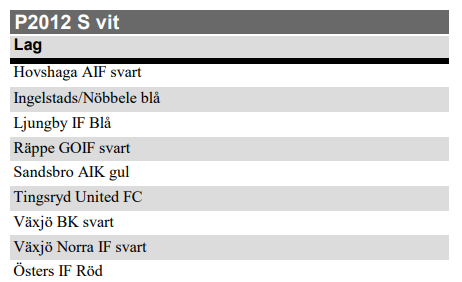 P2012 S vit
Lag
Hovshaga AIF svart
Ingelstads/Nöbbele blå
Ljungby IF Blå
Räppe GOIF svart
Sandsbro AIK gul
Tingsryd United FC
Växjö BK svart
Växjö Norra IF svart
Östers IF Röd